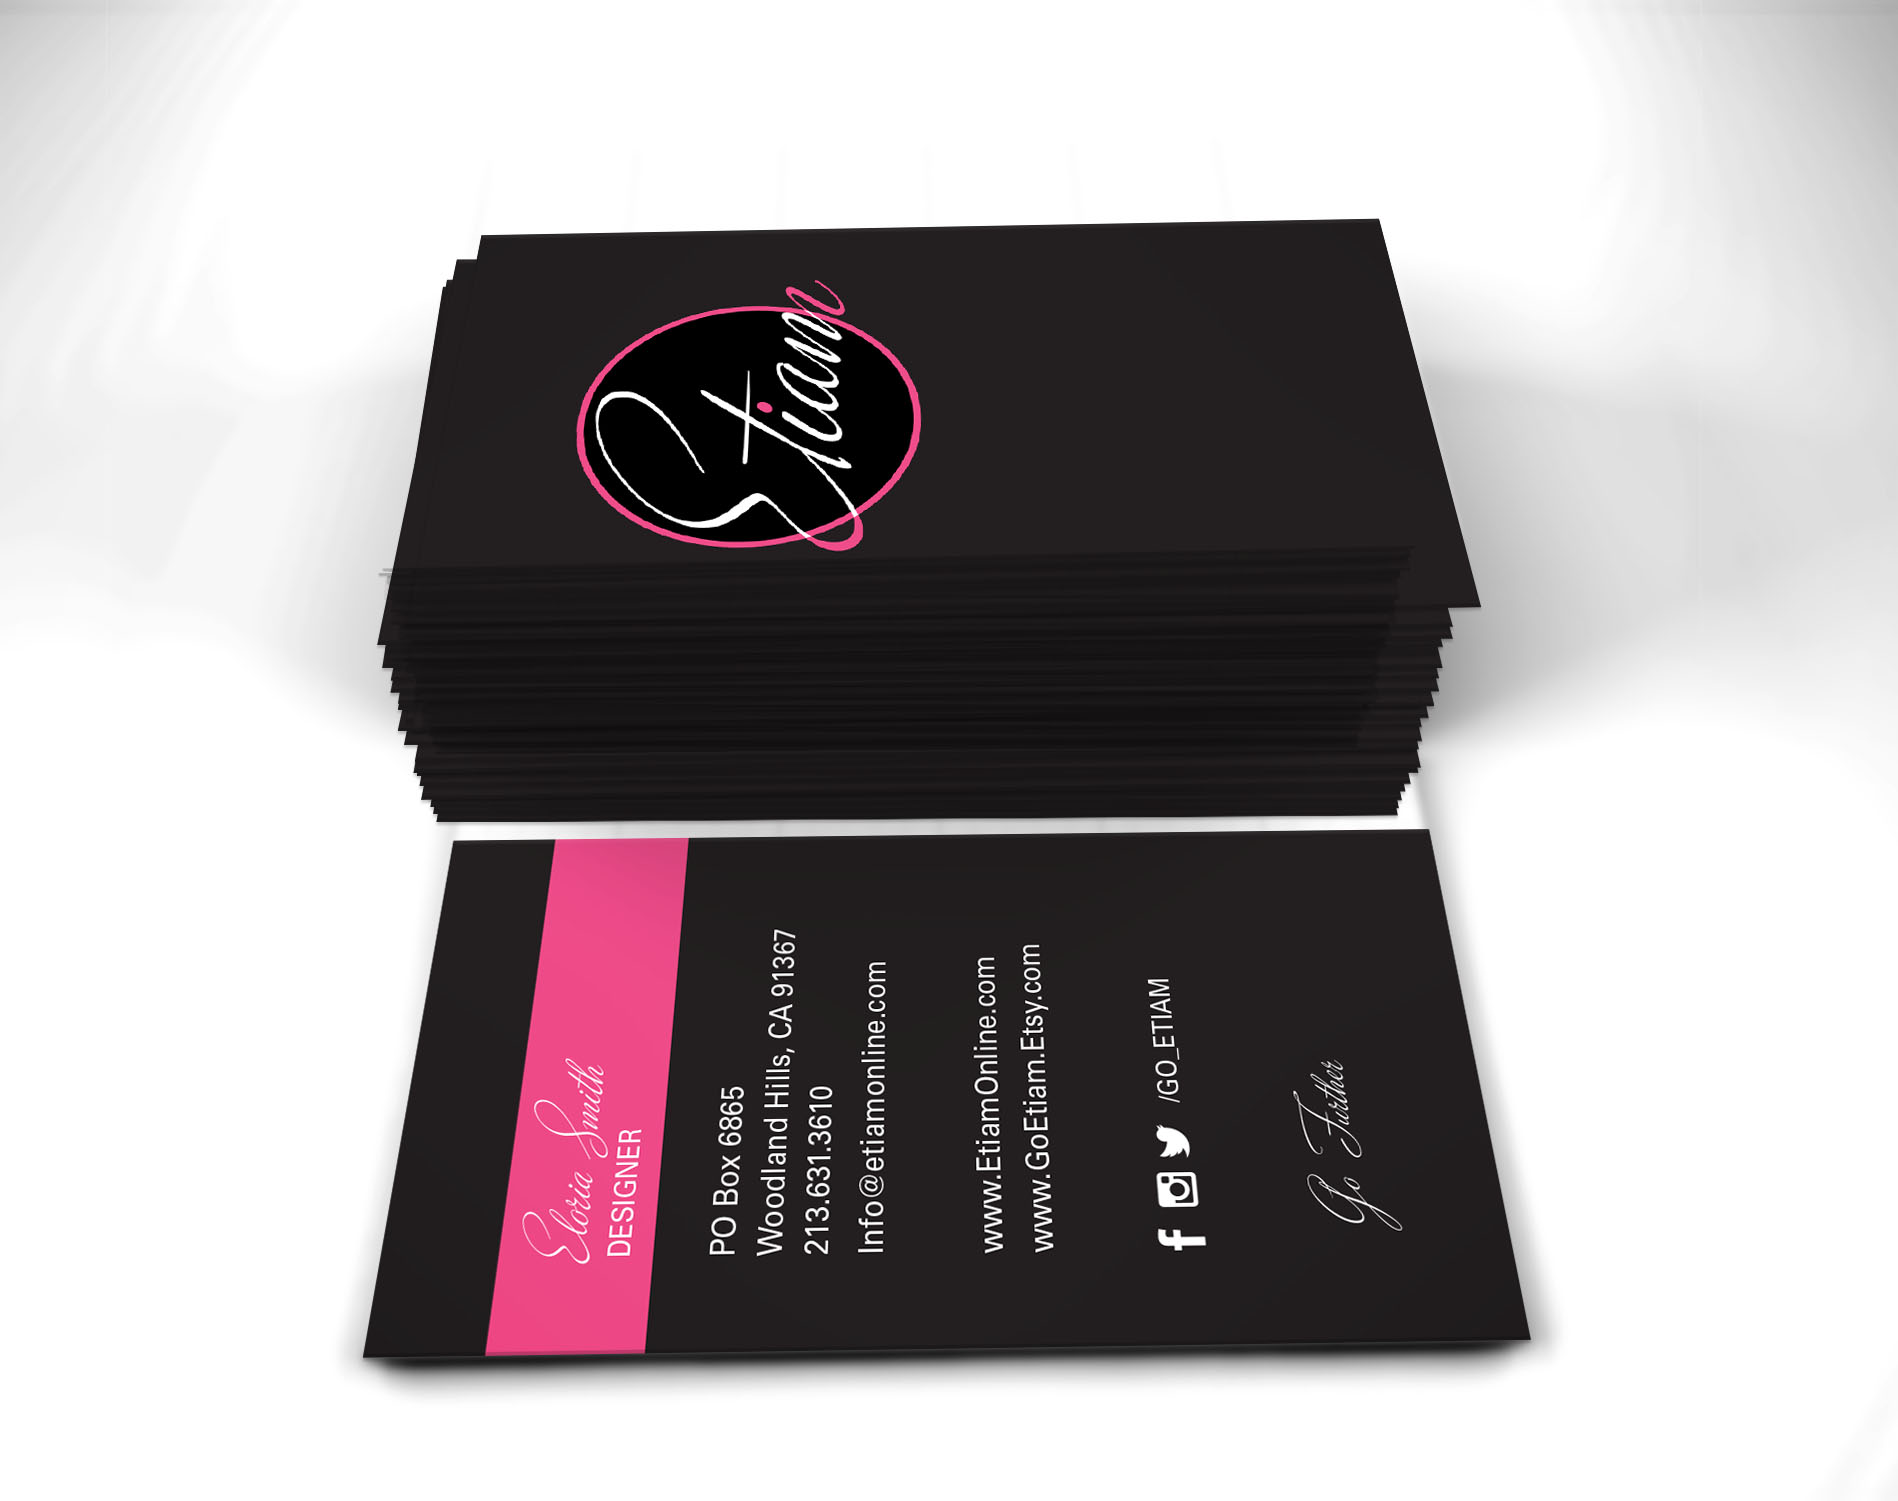 Etiam
Eloria Smith
DESIGNER
PO Box 6865
Woodland Hills, CA 91367
213.631.3610
Info@etiamonline.com
www.EtiamOnline.com
www.GoEtiam.Etsy.com
/GO_ETIAM
Go Further